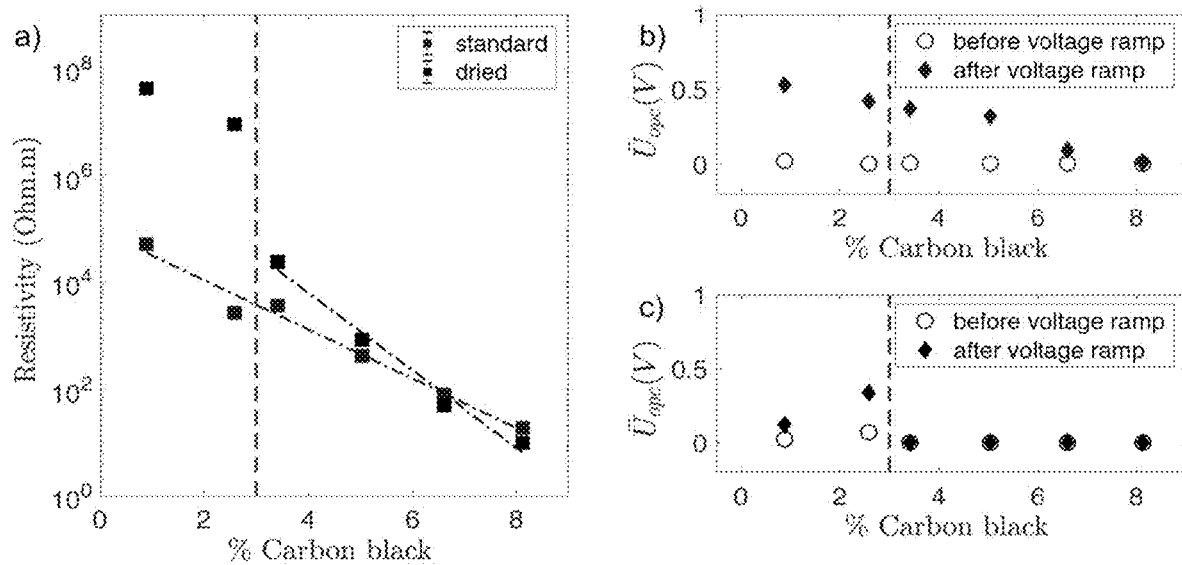 a)
standard
dried
10^8
10^6
10^4
10^2
10^0
Resistivity (Ohm.m)
0 2 4 6 8
% Carbon black
b)
before voltage ramp
after voltage ramp
1
0.5
0
Ūopc(V)
0 2 4 6 8
% Carbon black
c)
before voltage ramp
after voltage ramp
1
0.5
0
Ūopc(V)
0 2 4 6 8
% Carbon black